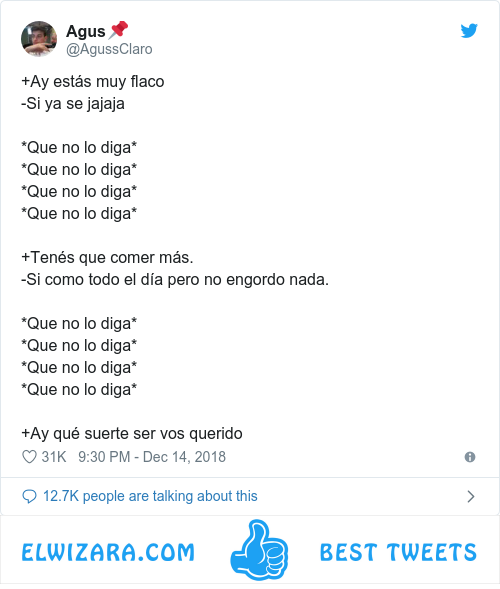 Agus📌
@AgussClaro
+Ay estás muy flaco
-Si ya se jajaja
*Que no lo diga*
*Que no lo diga*
*Que no lo diga*
*Que no lo diga*
+Tenés que comer más.
-Si como todo el día pero no engordo nada.
*Que no lo diga*
*Que no lo diga*
*Que no lo diga*
*Que no lo diga*
+Ay qué suerte ser vos querido
31K 9:30 PM - Dec 14, 2018
12.7K people are talking about this
ELWIZARA.COM BEST TWEETS